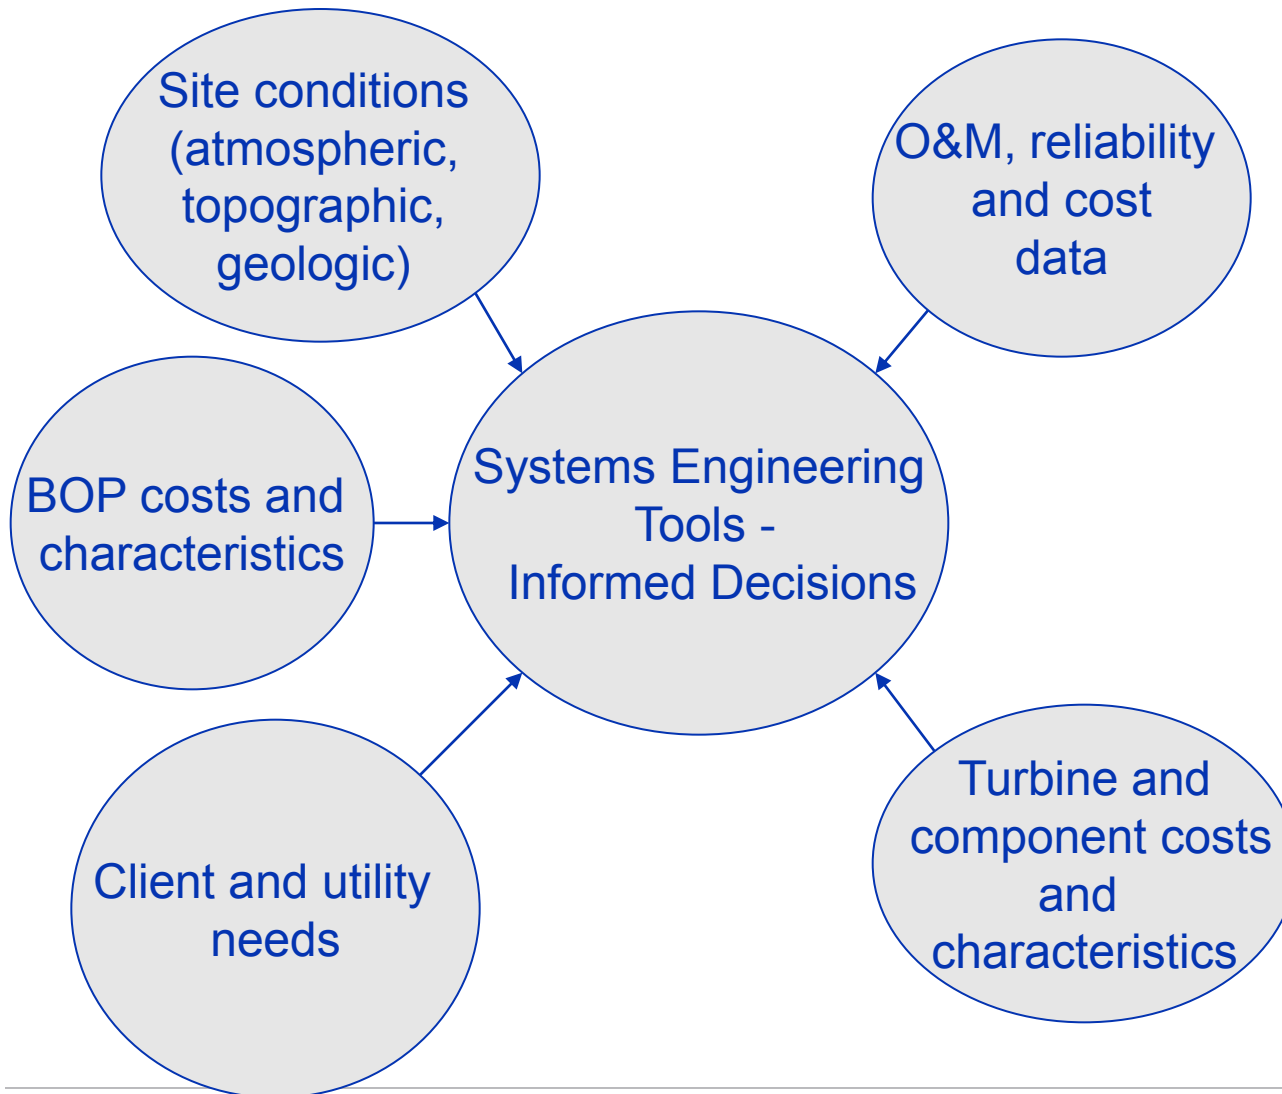 Site conditions
(atmospheric,
topographic,
geologic)
O&M, reliability
and cost
data
BOP costs and
characteristics
Systems Engineering
Tools -
Informed Decisions
Client and utility
needs
Turbine and
component costs
and
characteristics